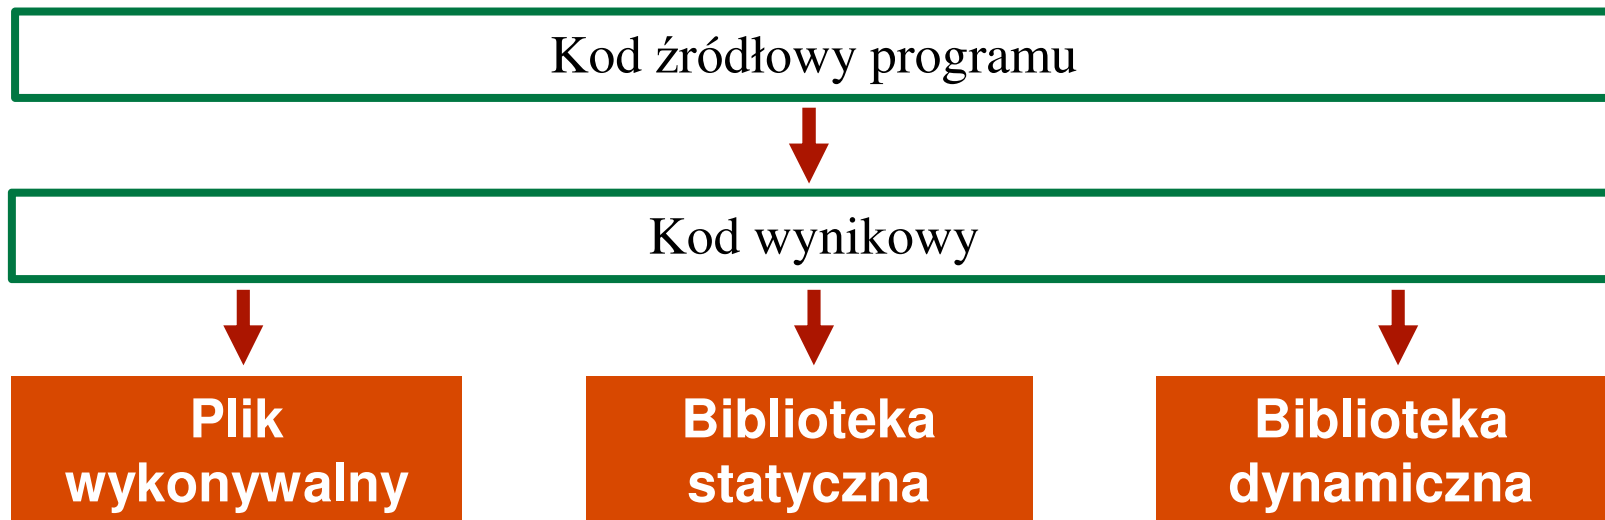 Kod źródłowy programu
Kod wynikowy
Plik
wykonywalny
Biblioteka
statyczna
Biblioteka
dynamiczna